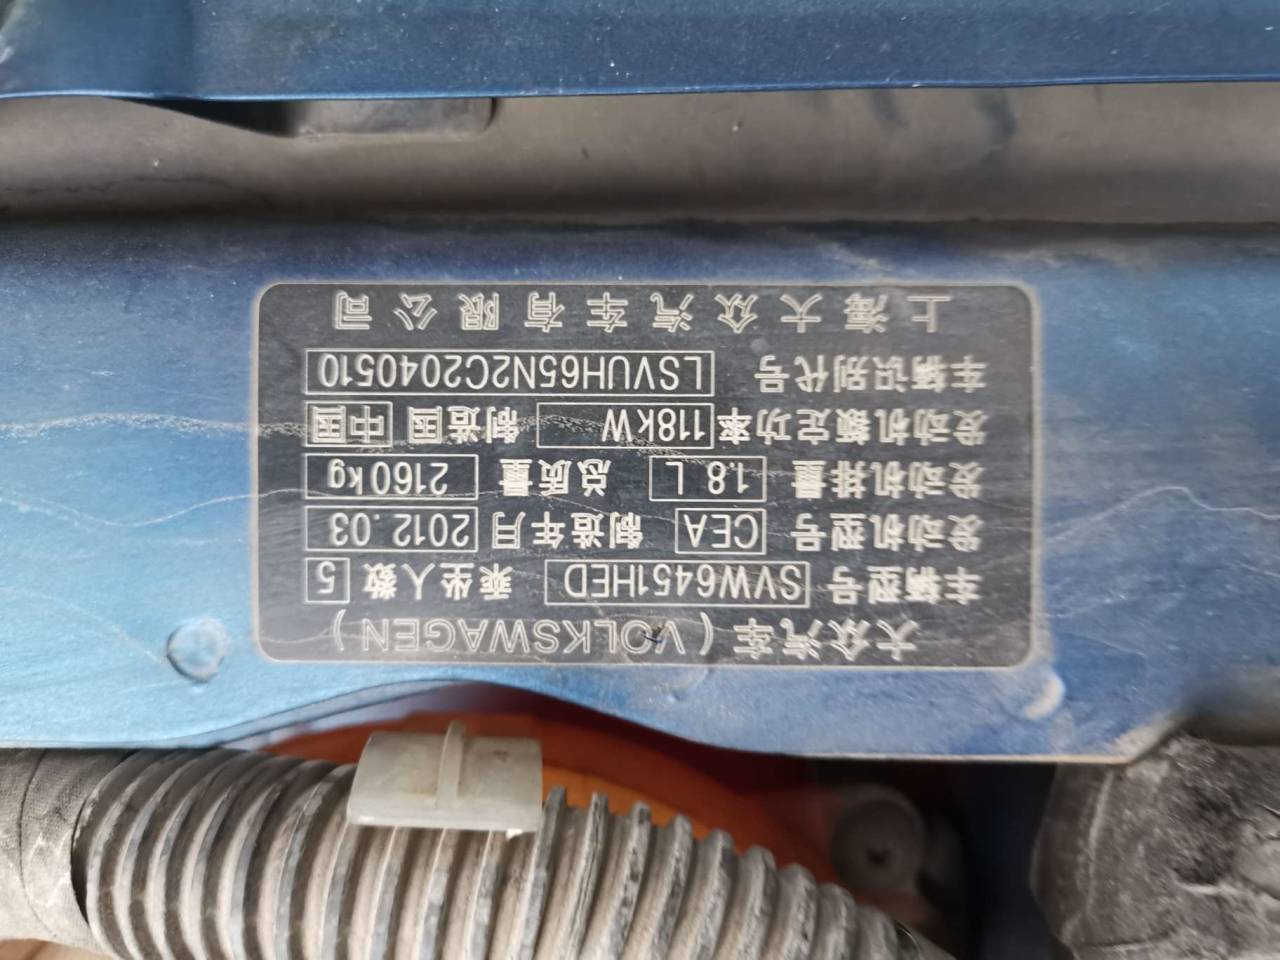 大众汽车(VOLKSWAGEN)
车辆型号 SVW6451HED 乘坐人数 5
发动机型号 CEA 制造年月 2012.03
发动机排量 1.8 L 总质量 2160kg
发动机额定功率 118kW 制造国 中国
车辆识别代号 LSVUH65N2C2040510
上海大众汽车有限公司